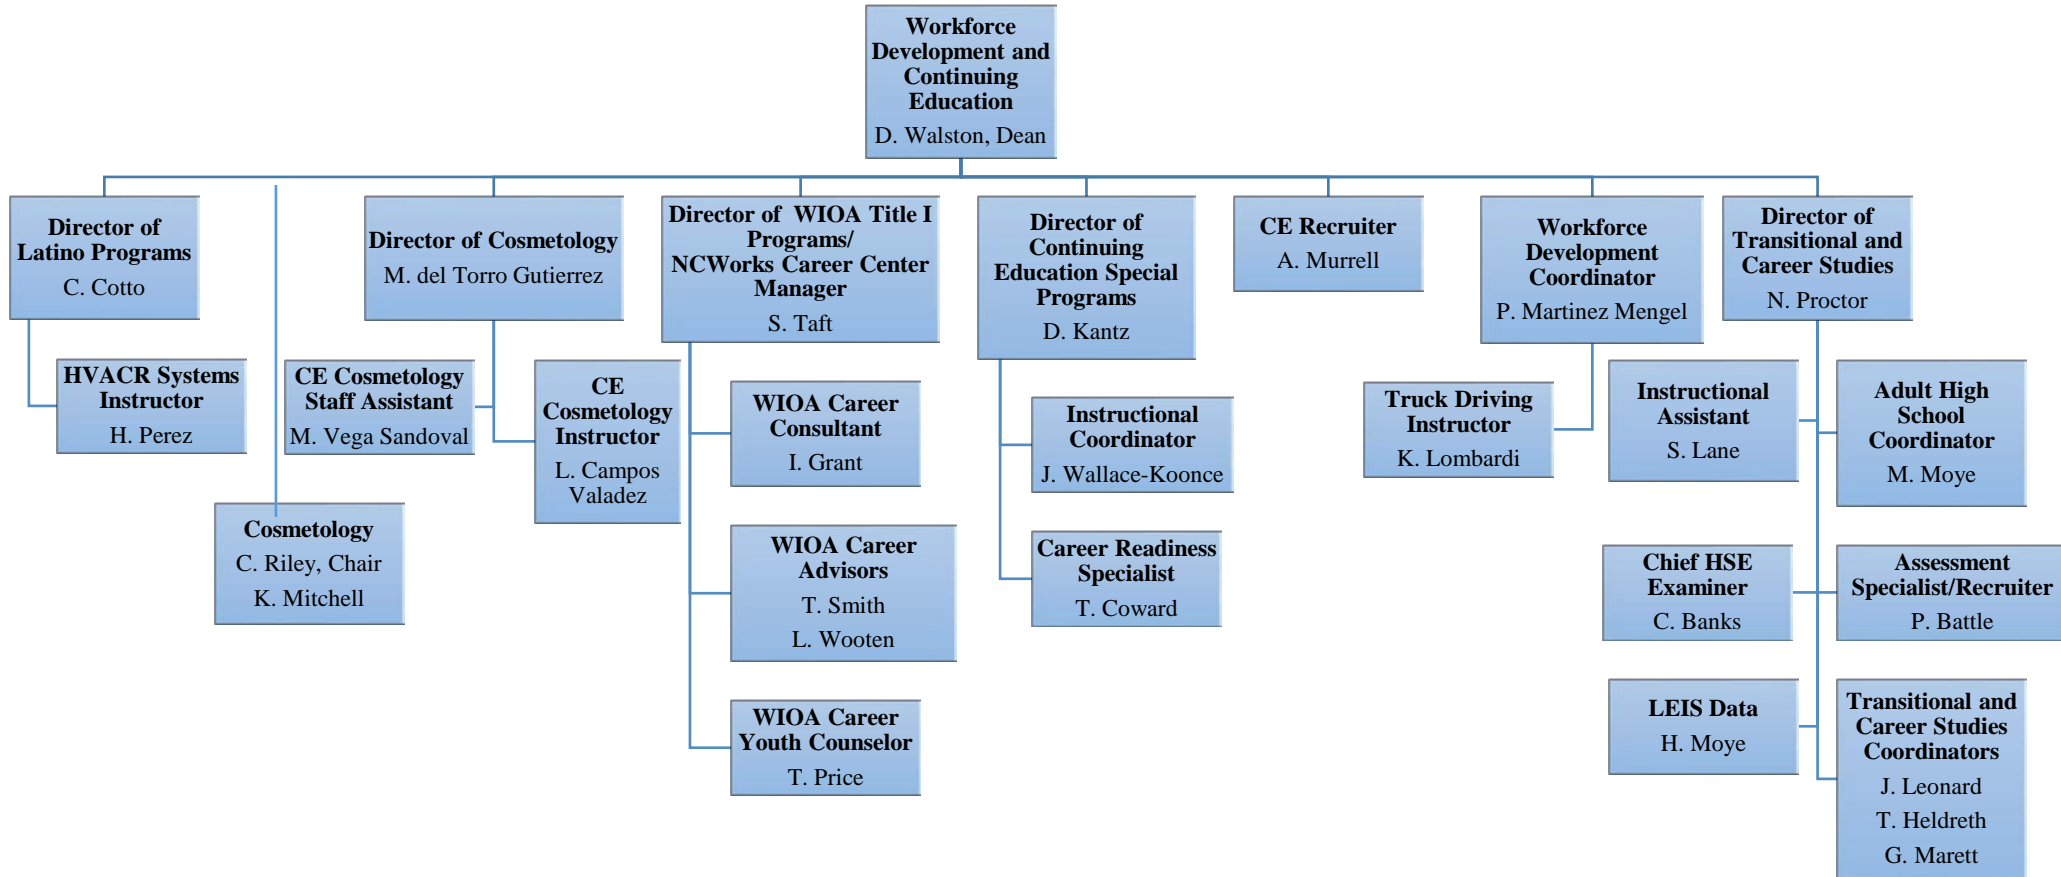 Workforce
Development and
Continuing
Education
D. Walston, Dean
Director of
Latino Programs
C. Cotto
HVACR Systems
Instructor
H. Perez
Cosmetology
C. Riley, Chair
K. Mitchell
Director of Cosmetology
M. del Torro Gutierrez
CE Cosmetology
Staff Assistant
M. Vega Sandoval
CE
Cosmetology
Instructor
L. Campos
Valadez
Director of  WIOA Title I
Programs/
NCWorks Career Center
Manager
S. Taft
WIOA Career
Consultant
I. Grant
WIOA Career
Advisors
T. Smith
L. Wooten
WIOA Career
Youth Counselor
T. Price
Director of
Continuing
Education Special
Programs
D. Kantz
Instructional
Coordinator
J. Wallace-Koonce
Career Readiness
Specialist
T. Coward
CE Recruiter
A. Murrell
Workforce
Development
Coordinator
P. Martinez Mengel
Truck Driving
Instructor
K. Lombardi
Director of
Transitional and
Career Studies
N. Proctor
Instructional
Assistant
S. Lane
Adult High
School
Coordinator
M. Moye
Chief HSE
Examiner
C. Banks
Assessment
Specialist/Recruiter
P. Battle
LEIS Data
H. Moye
Transitional and
Career Studies
Coordinators
J. Leonard
T. Heldreth
G. Marett